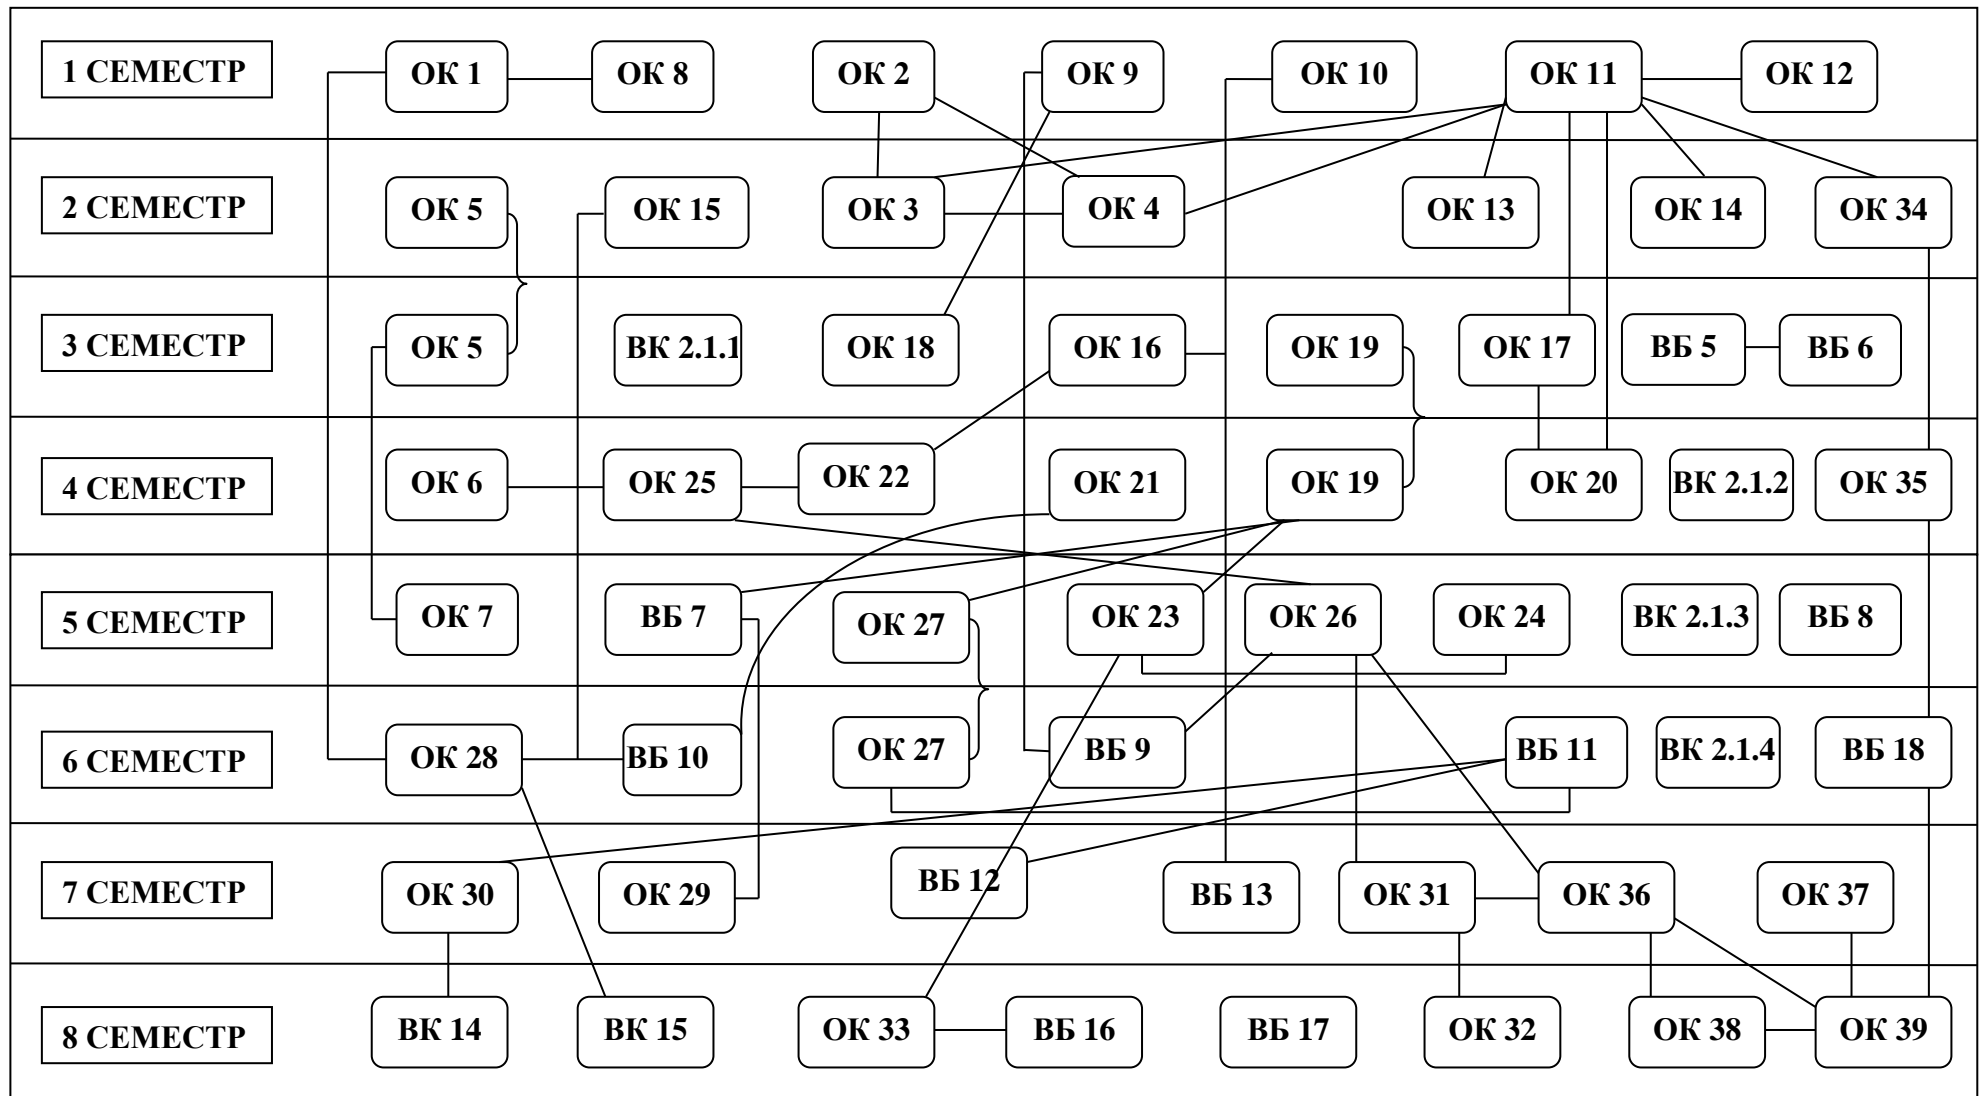 1 СЕМЕСТР ОК 1 ОК 8 ОК 2 ОК 9 ОК 10 ОК 11 ОК 12
2 СЕМЕСТР ОК 5 ОК 15 ОК 3 ОК 4 ОК 13 ОК 14 ОК 34
3 СЕМЕСТР ОК 5 ВК 2.1.1 ОК 18 ОК 16 ОК 19 ОК 17 ВБ 5 ВБ 6
4 СЕМЕСТР ОК 6 ОК 25 ОК 22 ОК 21 ОК 19 ОК 20 ВК 2.1.2 ОК 35
5 СЕМЕСТР ОК 7 ВБ 7 ОК 27 ОК 23 ОК 26 ОК 24 ВК 2.1.3 ВБ 8
6 СЕМЕСТР ОК 28 ВБ 10 ОК 27 ВБ 9 ВБ 11 ВК 2.1.4 ВБ 18
7 СЕМЕСТР ОК 30 ОК 29 ВБ 12 ВБ 13 ОК 31 ОК 36 ОК 37
8 СЕМЕСТР ВК 14 ВК 15 ОК 33 ВБ 16 ВБ 17 ОК 32 ОК 38 ОК 39